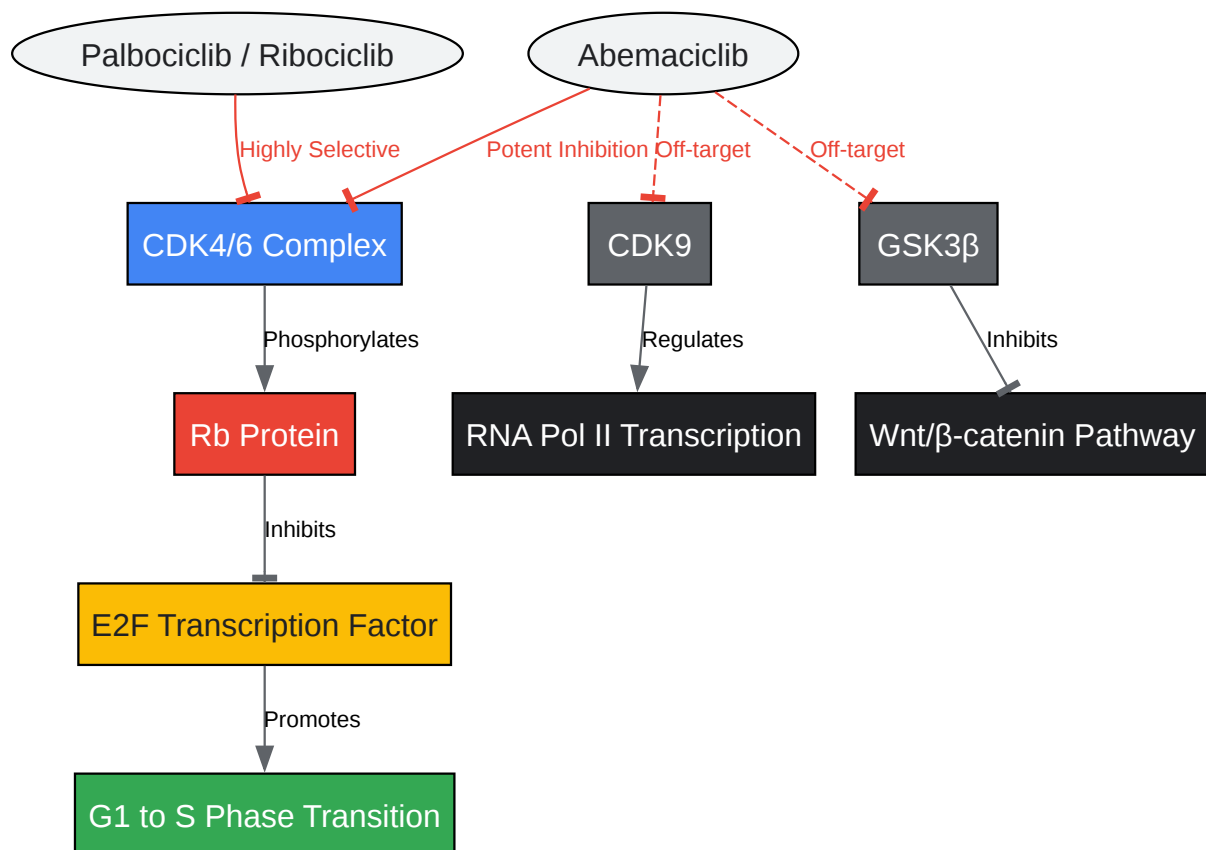 Palbociclib / Ribociclib
Abemaciclib
Highly Selective
Potent Inhibition
Off-target
Off-target
CDK4/6 Complex
CDK9
GSK3β
Phosphorylates
Regulates
Inhibits
Rb Protein
RNA Pol II Transcription
Wnt/β-catenin Pathway
Inhibits
E2F Transcription Factor
Promotes
G1 to S Phase Transition